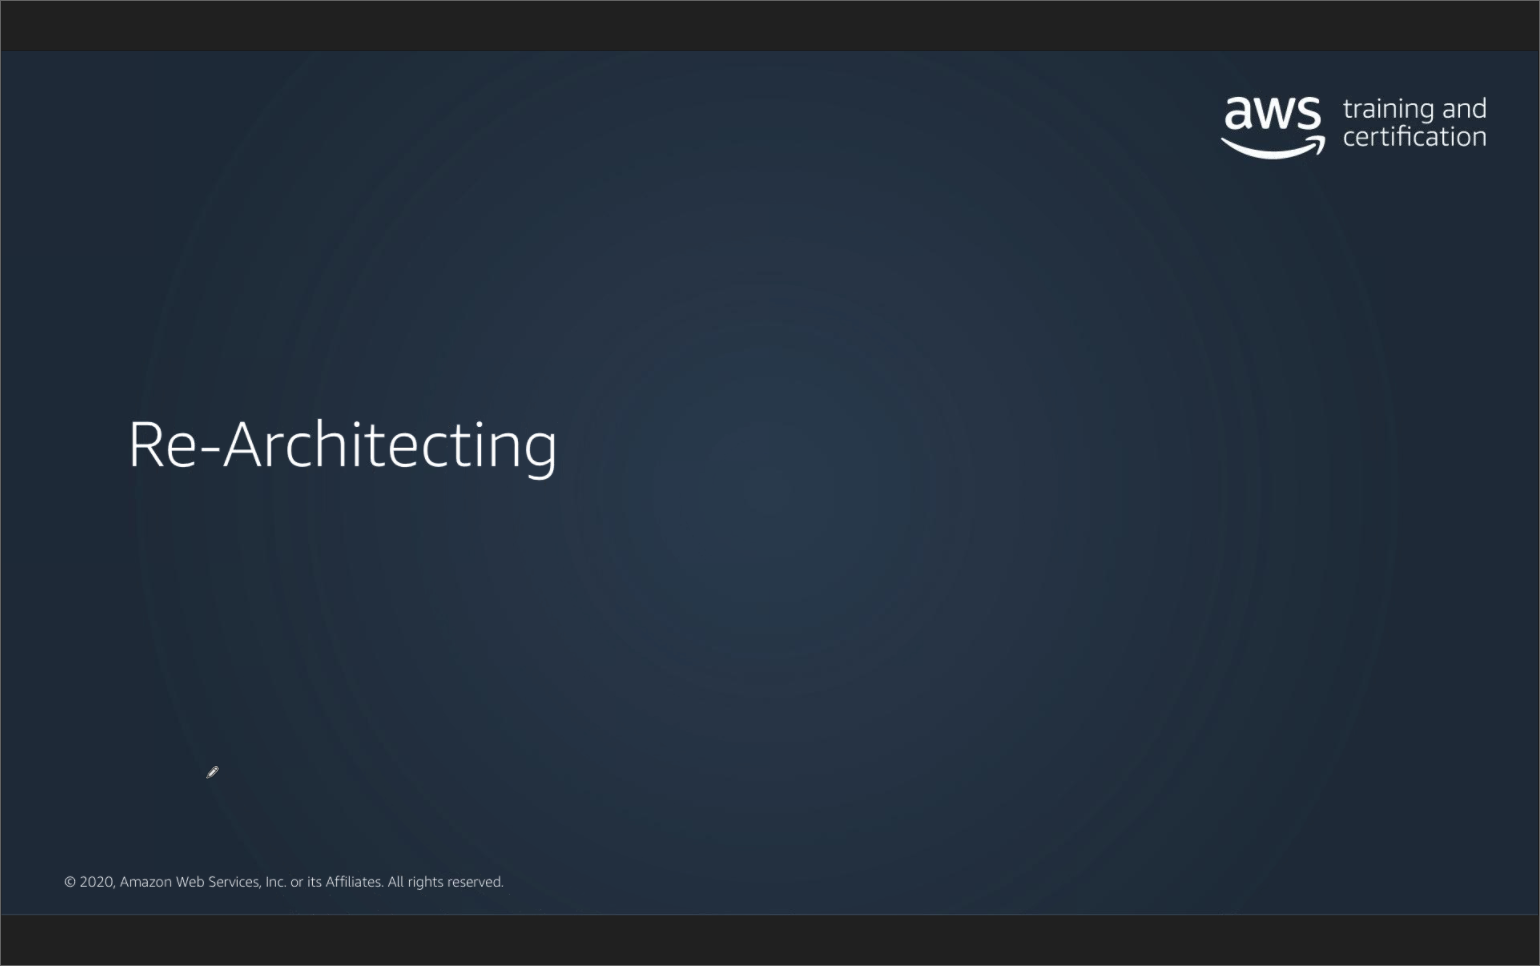 aws training and
certification
Re-Architecting
© 2020, Amazon Web Services, Inc. or its Affiliates. All rights reserved.